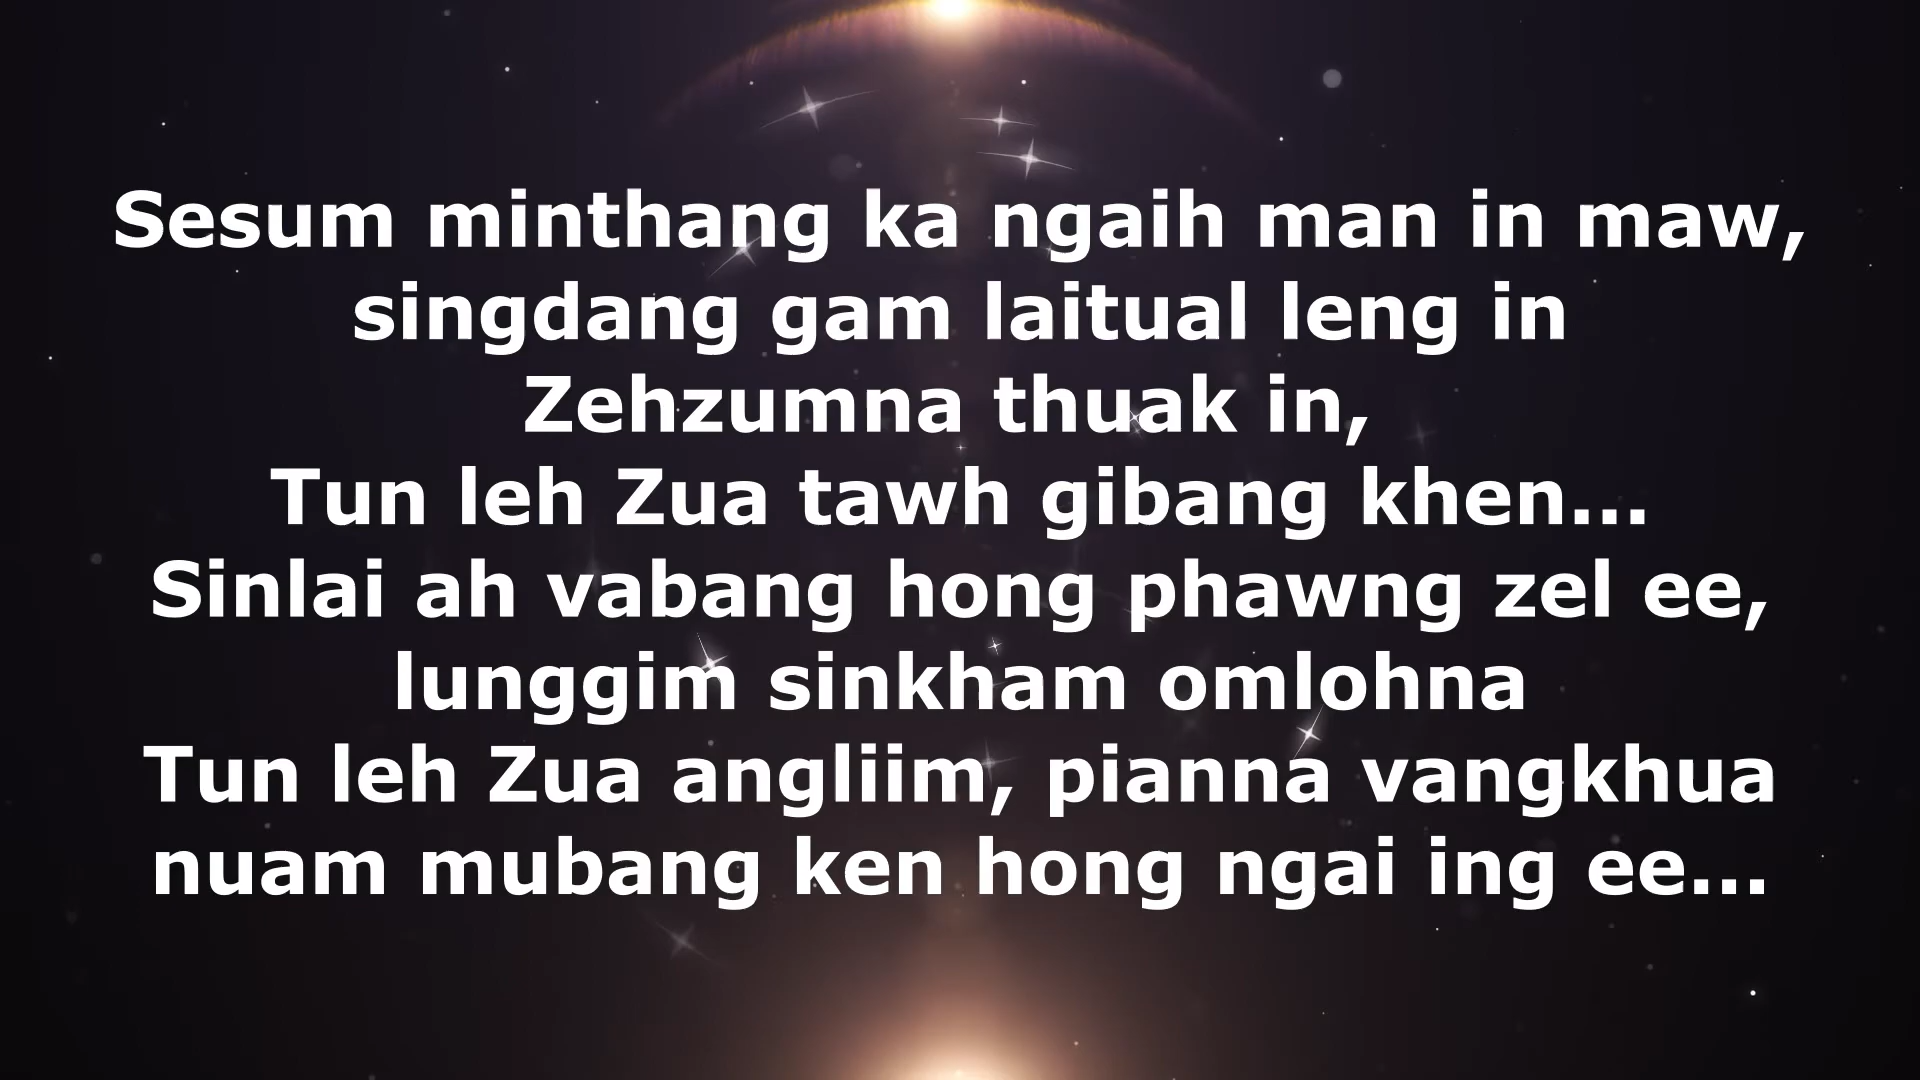 Sesum minthang ka ngaih man in maw,
singdang gam laitual leng in
Zehzumna thuak in,
Tun leh Zua tawh gibang khen...
Sinlai ah vabang hong phawng zel ee,
lunggim sinkham omlohna
Tun leh Zua angliim, pianna vangkhua
nuam mubang ken hong ngai ing ee...